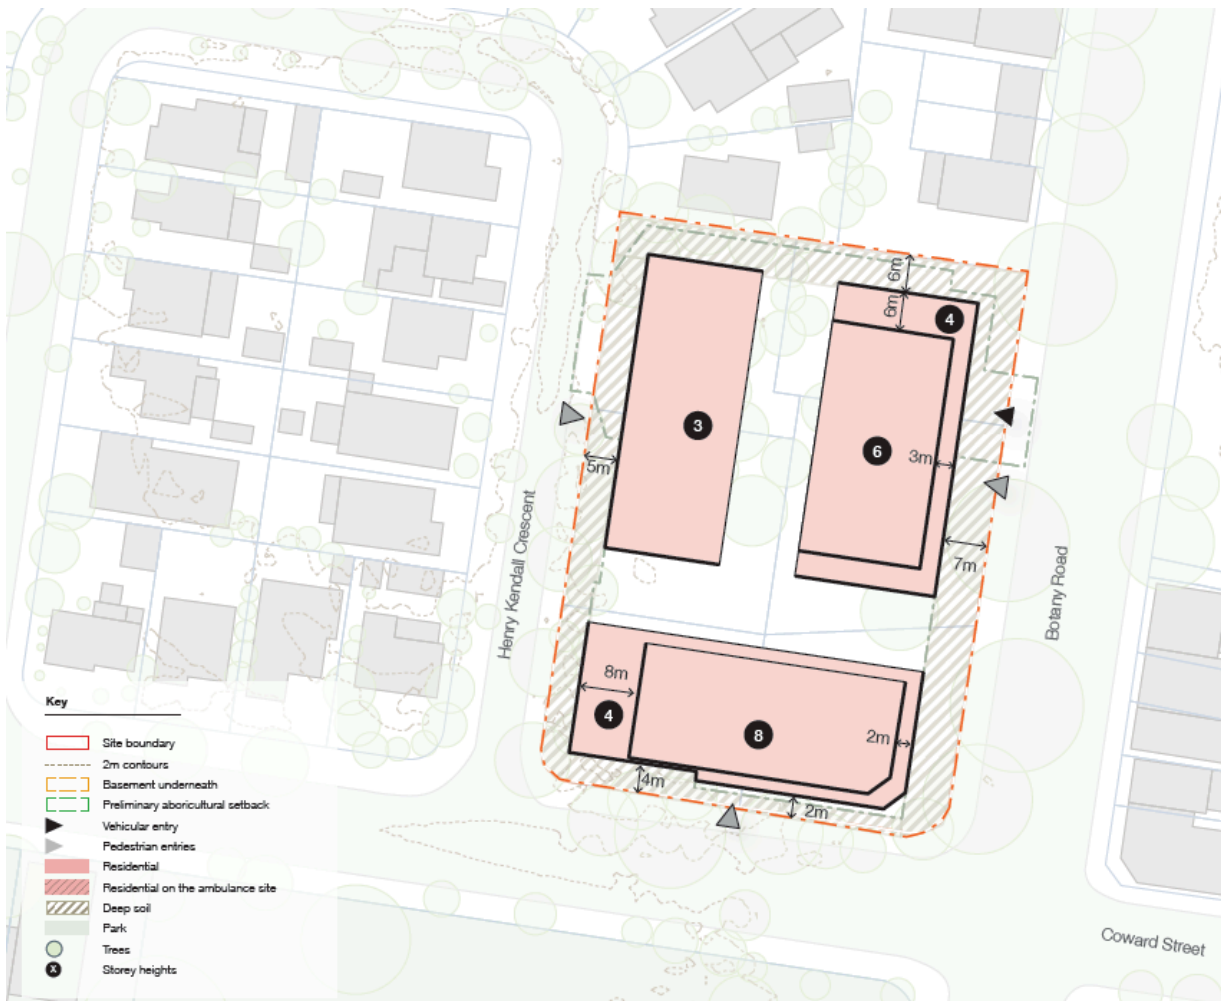 6m
6m
4
3
6
3m
5m
7m
Henry Kendall Crescent
Botany Road
8m
4
8
2m
4m
2m
Coward Street
Key
Site boundary
2m contours
Basement underneath
Preliminary aboricultural setback
Vehicular entry
Pedestrian entries
Residential
Residential on the ambulance site
Deep soil
Park
Trees
X Storey heights